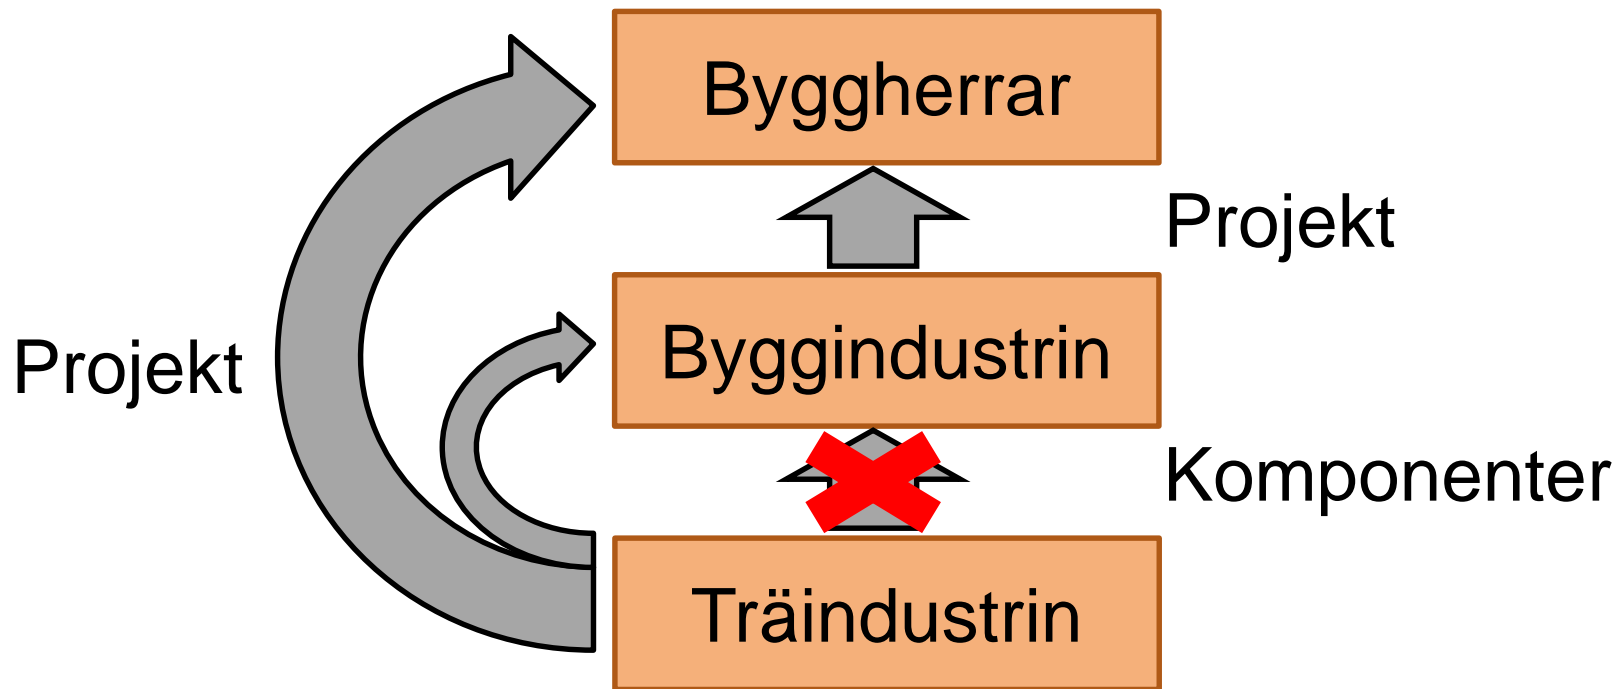 Byggherrar
Projekt
Byggindustrin
Projekt
Komponenter
Träindustrin